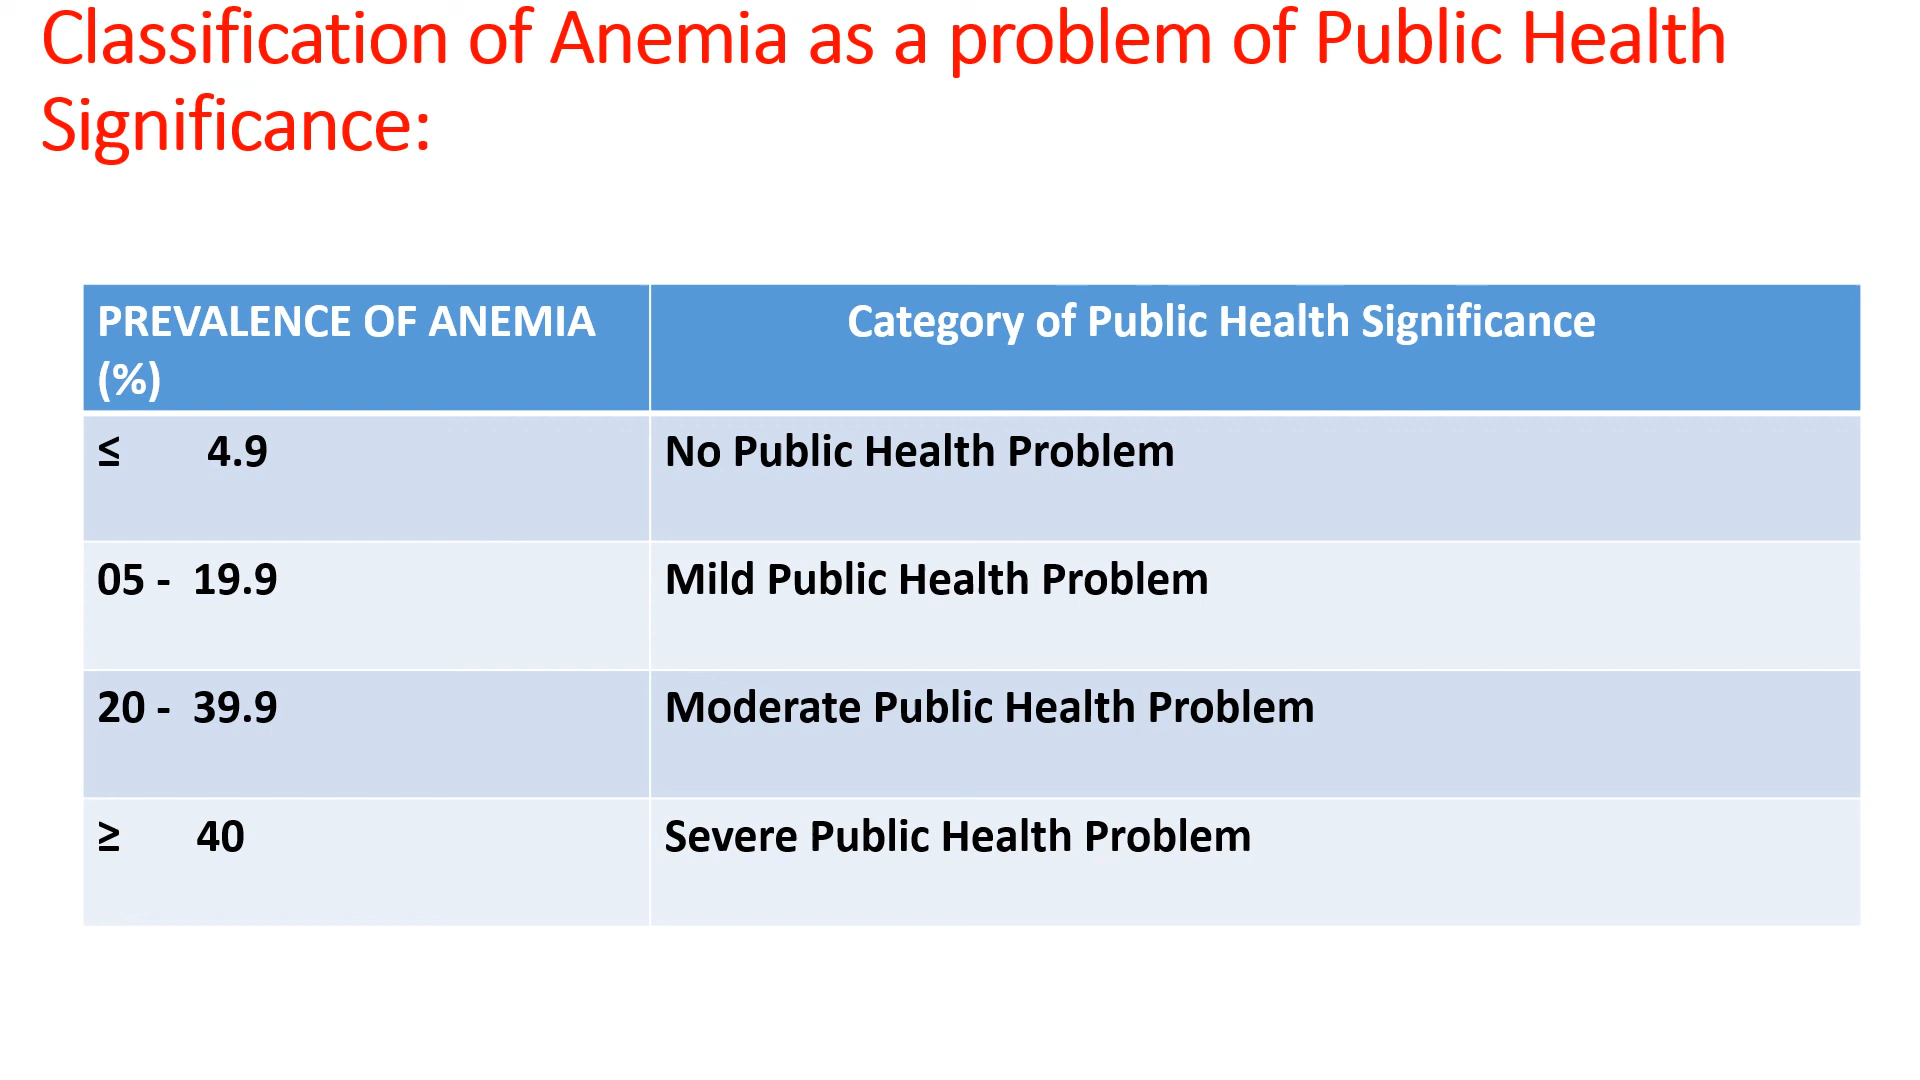 Classification of Anemia as a problem of Public Health
Significance:
PREVALENCE OF ANEMIA
(%)
Category of Public Health Significance
≤ 4.9
No Public Health Problem
05 - 19.9
Mild Public Health Problem
20 - 39.9
Moderate Public Health Problem
≥ 40
Severe Public Health Problem